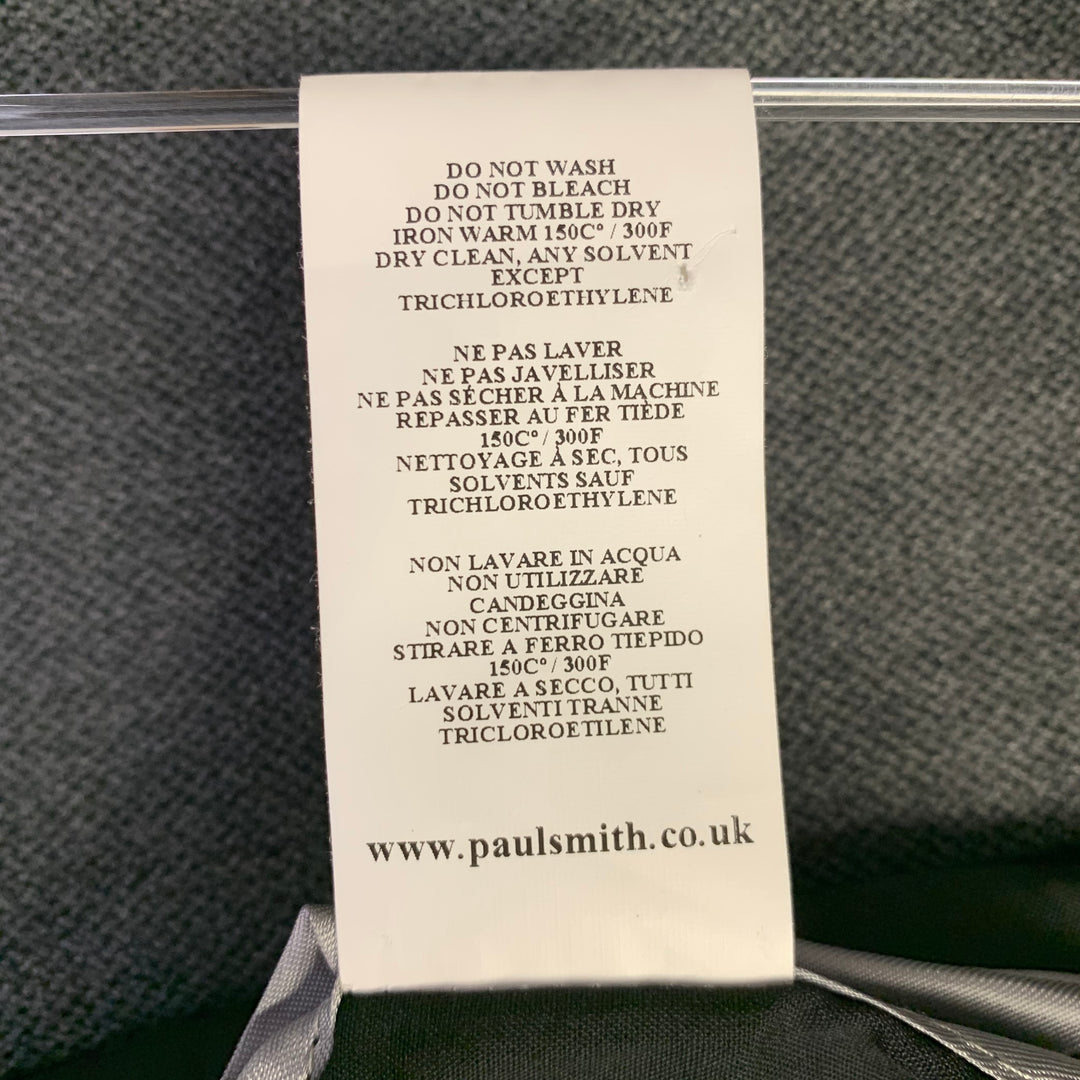 DO NOT WASH
DO NOT BLEACH
DO NOT TUMBLE DRY
IRON WARM 150C° / 300F
DRY CLEAN, ANY SOLVENT
EXCEPT
TRICHLOROETHYLENE
NE PAS LAVER
NE PAS JAVELLISER
NE PAS SÉCHER À LA MACHINE
REPASSER AU FER TIÈDE
150C° / 300F
NETTOYAGE À SEC, TOUS
SOLVENTS SAUF
TRICHLOROETHYLENE
NON LAVARE IN ACQUA
NON UTILIZZARE
CANDEGGINA
NON CENTRIFUGARE
STIRARE A FERRO TIEPIDO
150C° / 300F
LAVARE A SECCO, TUTTI
SOLVENTI TRANNE
TRICLOROETILENE
www.paulsmith.co.uk